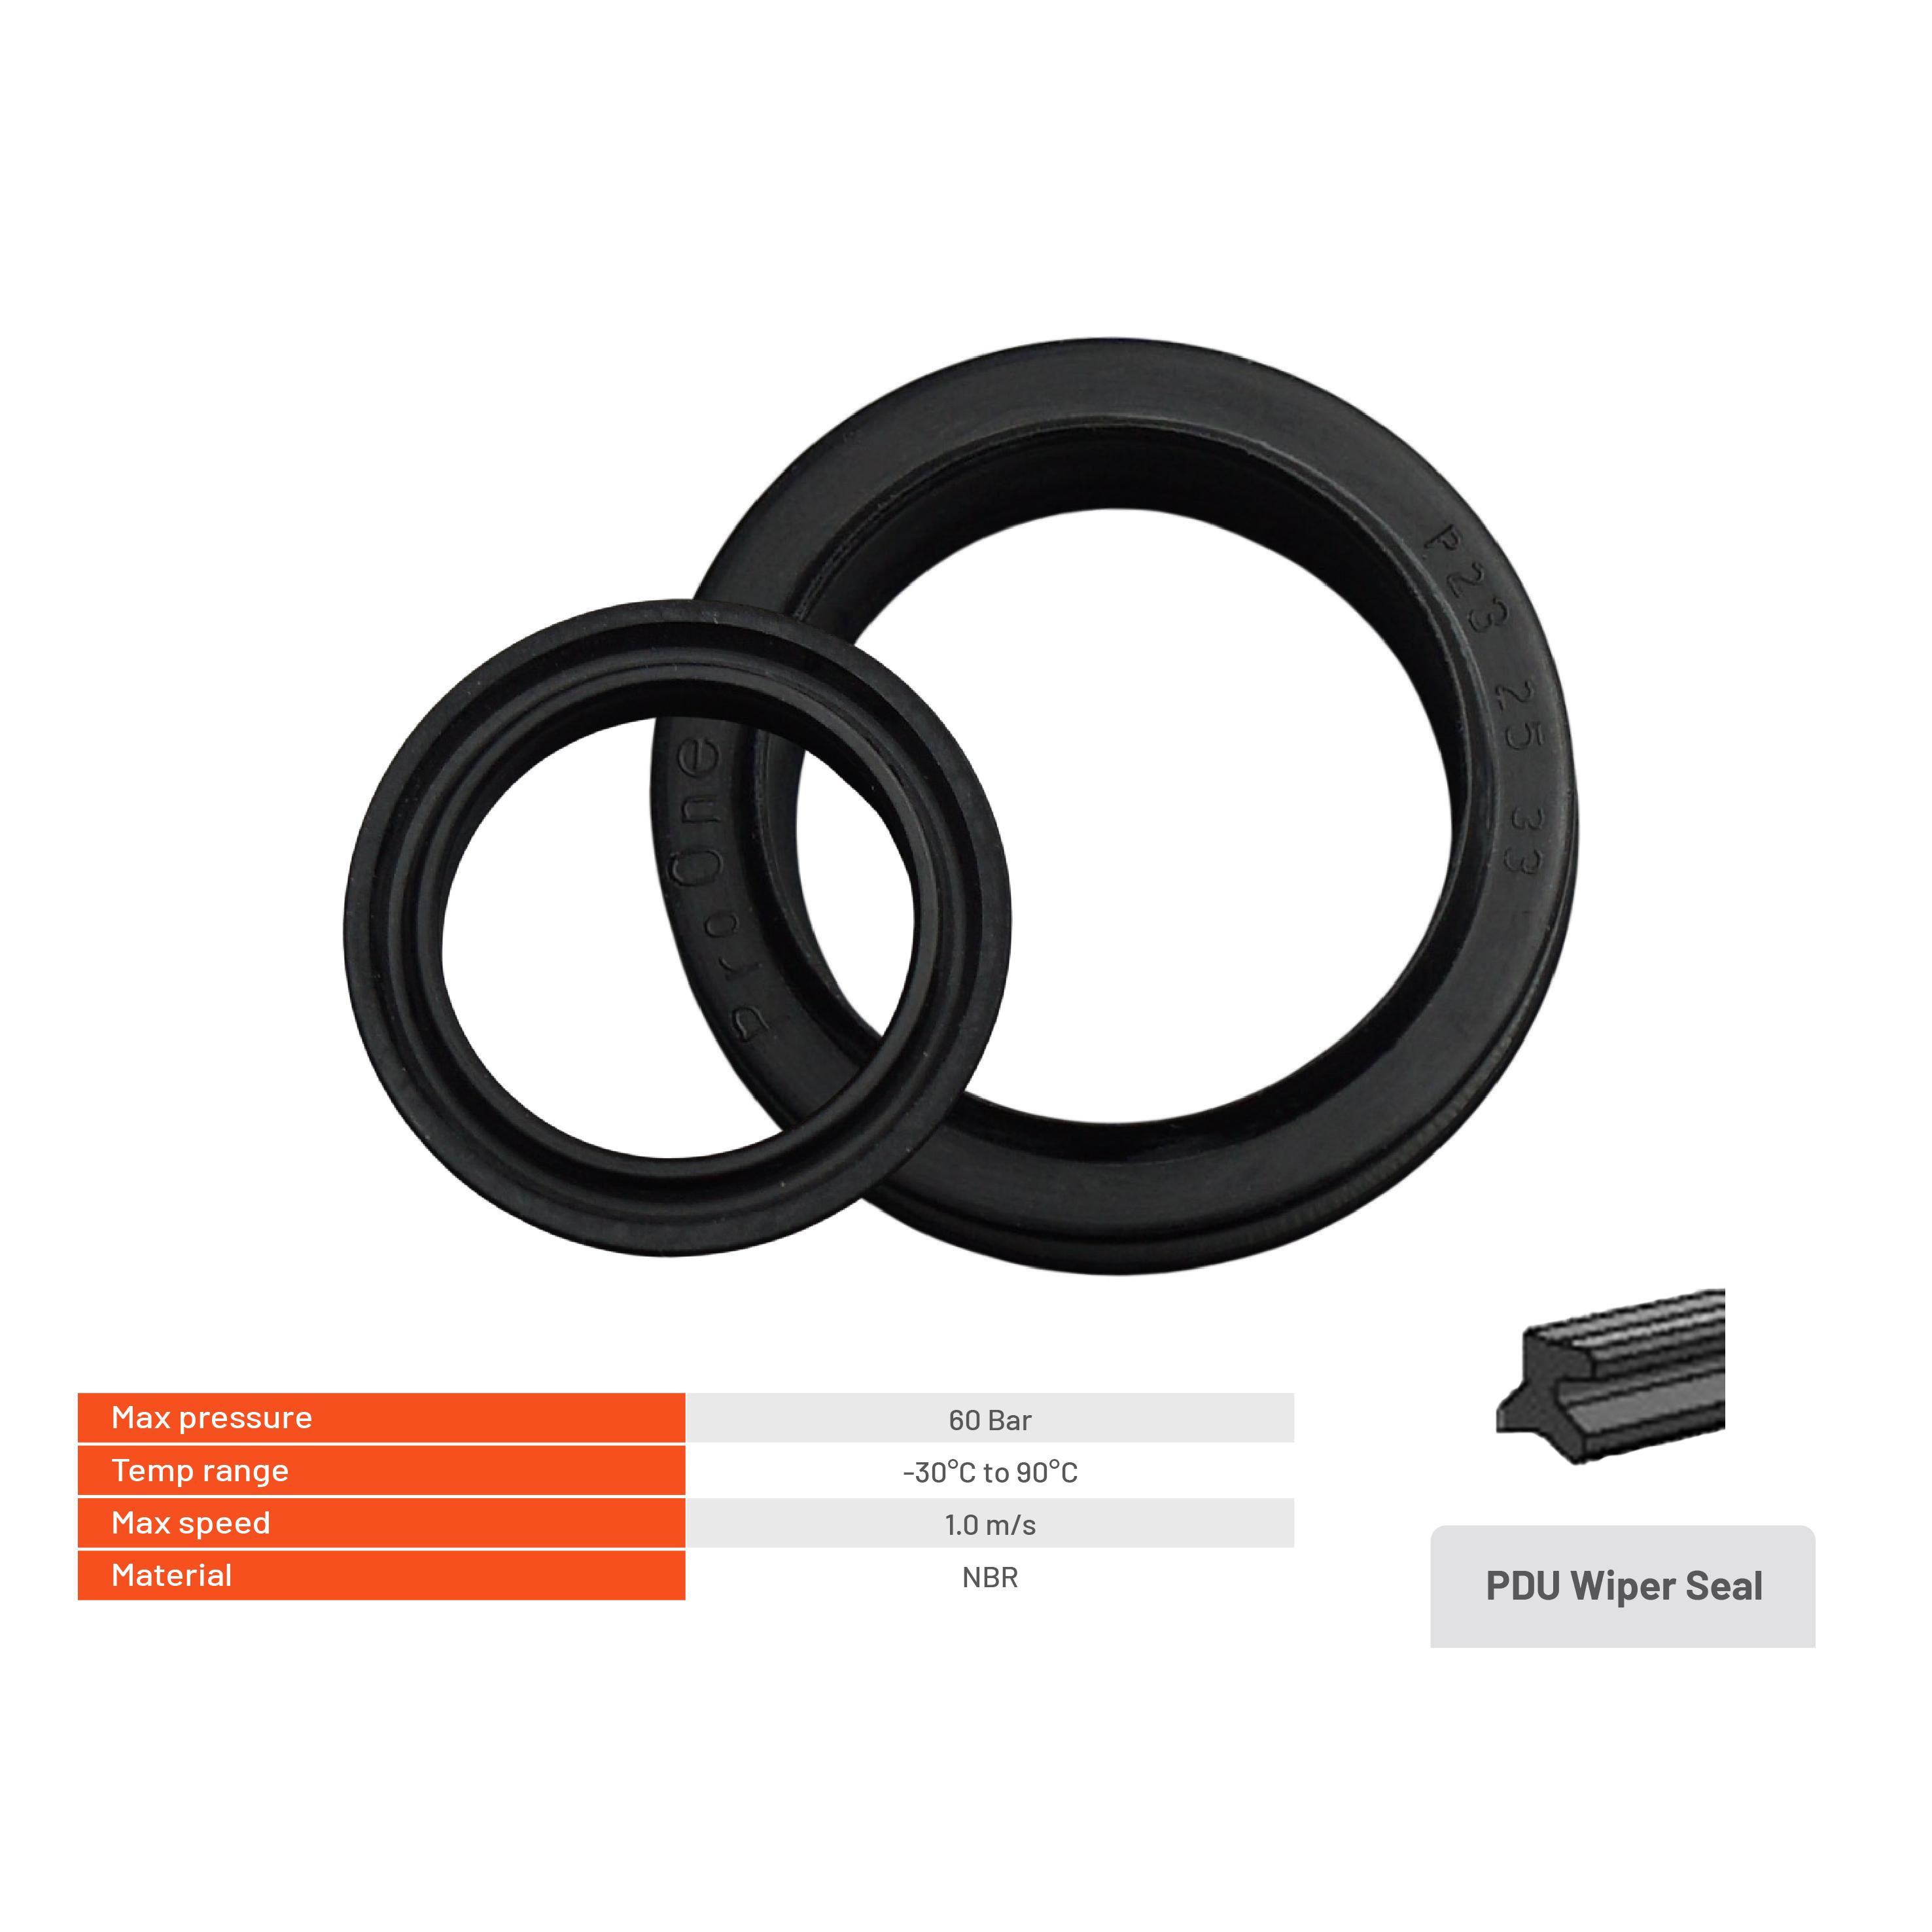 P23 25 33
ProOne
Max pressure 60 Bar
Temp range -30°C to 90°C
Max speed 1.0 m/s
Material NBR
PDU Wiper Seal